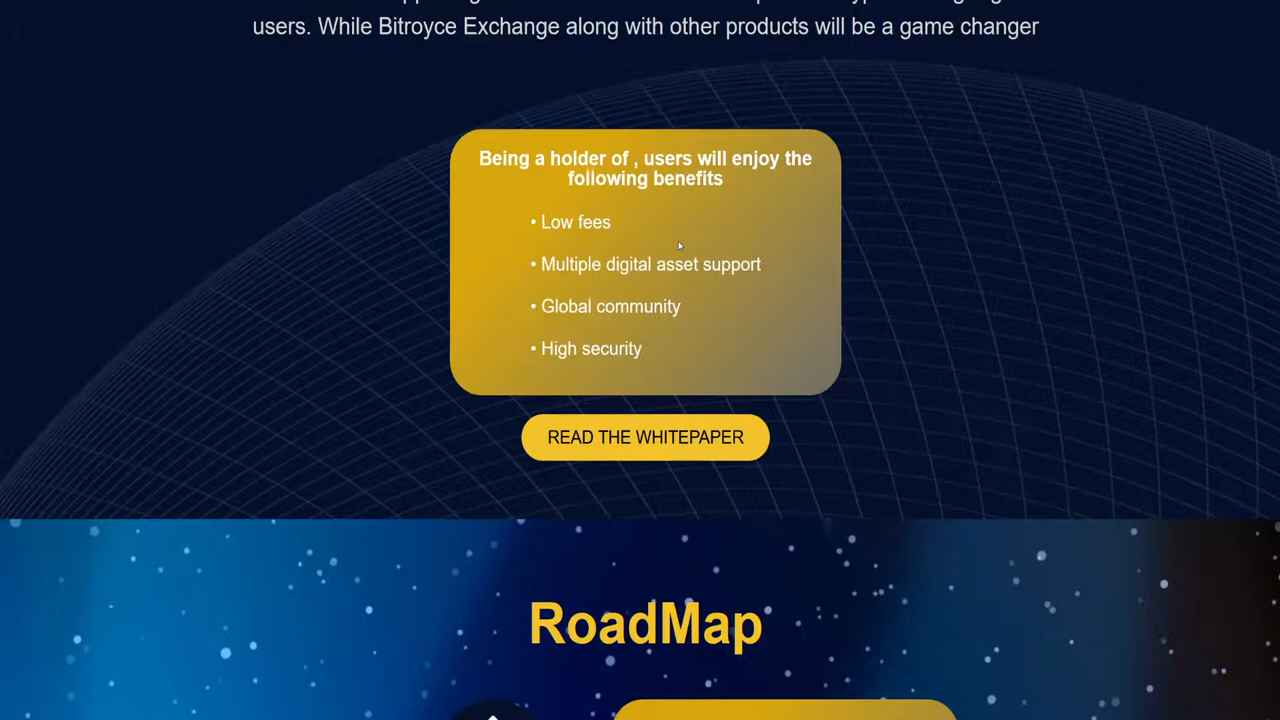 users. While Bitroyce Exchange along with other products will be a game changer
Being a holder of , users will enjoy the
following benefits
• Low fees
• Multiple digital asset support
• Global community
• High security
READ THE WHITEPAPER
RoadMap